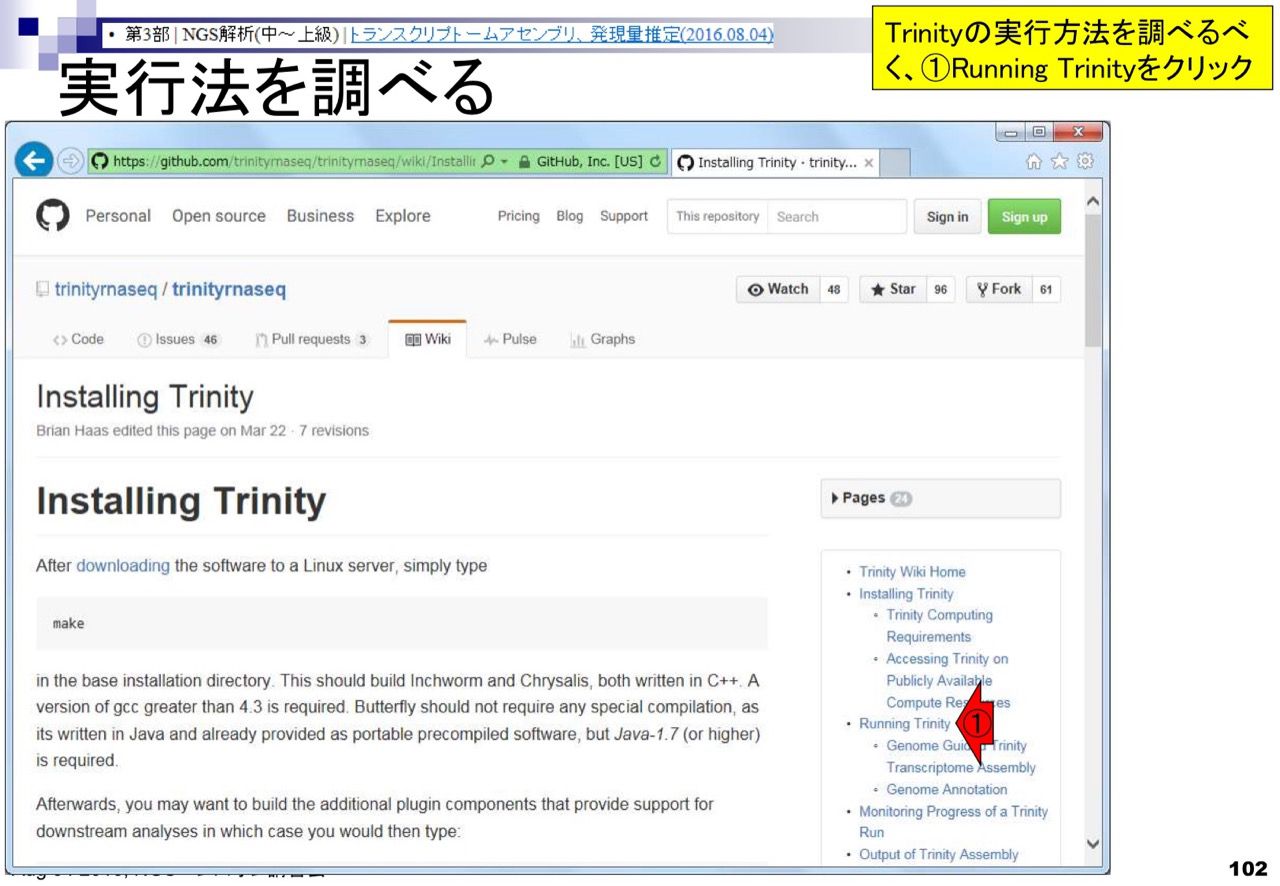 • 第3部 | NGS解析(中～上級) | トランスクリプトームアセンブリ、発現量推定(2016.08.04)
Trinityの実行方法を調べるべ
く、①Running Trinityをクリック
実行法を調べる
https://github.com/trinityrnaseq/trinityrnaseq/wiki/Installin
GitHub, Inc. [US]
Installing Trinity · trinity...
Personal Open source Business Explore Pricing Blog Support This repository Search Sign in Sign up
trinityrnaseq / trinityrnaseq
Watch 48 Star 96 Fork 61
Code Issues 46 Pull requests 3 Wiki Pulse Graphs
Installing Trinity
Brian Haas edited this page on Mar 22 · 7 revisions
Installing Trinity
After downloading the software to a Linux server, simply type
make
in the base installation directory. This should build Inchworm and Chrysalis, both written in C++. A
version of gcc greater than 4.3 is required. Butterfly should not require any special compilation, as
its written in Java and already provided as portable precompiled software, but Java-1.7 (or higher)
is required.
Afterwards, you may want to build the additional plugin components that provide support for
downstream analyses in which case you would then type:
Pages 24
• Trinity Wiki Home
• Installing Trinity
◦ Trinity Computing
Requirements
◦ Accessing Trinity on
Publicly Available
Compute Resources
• Running Trinity
①
◦ Genome Guided Trinity
Transcriptome Assembly
◦ Genome Annotation
• Monitoring Progress of a Trinity
Run
• Output of Trinity Assembly
102